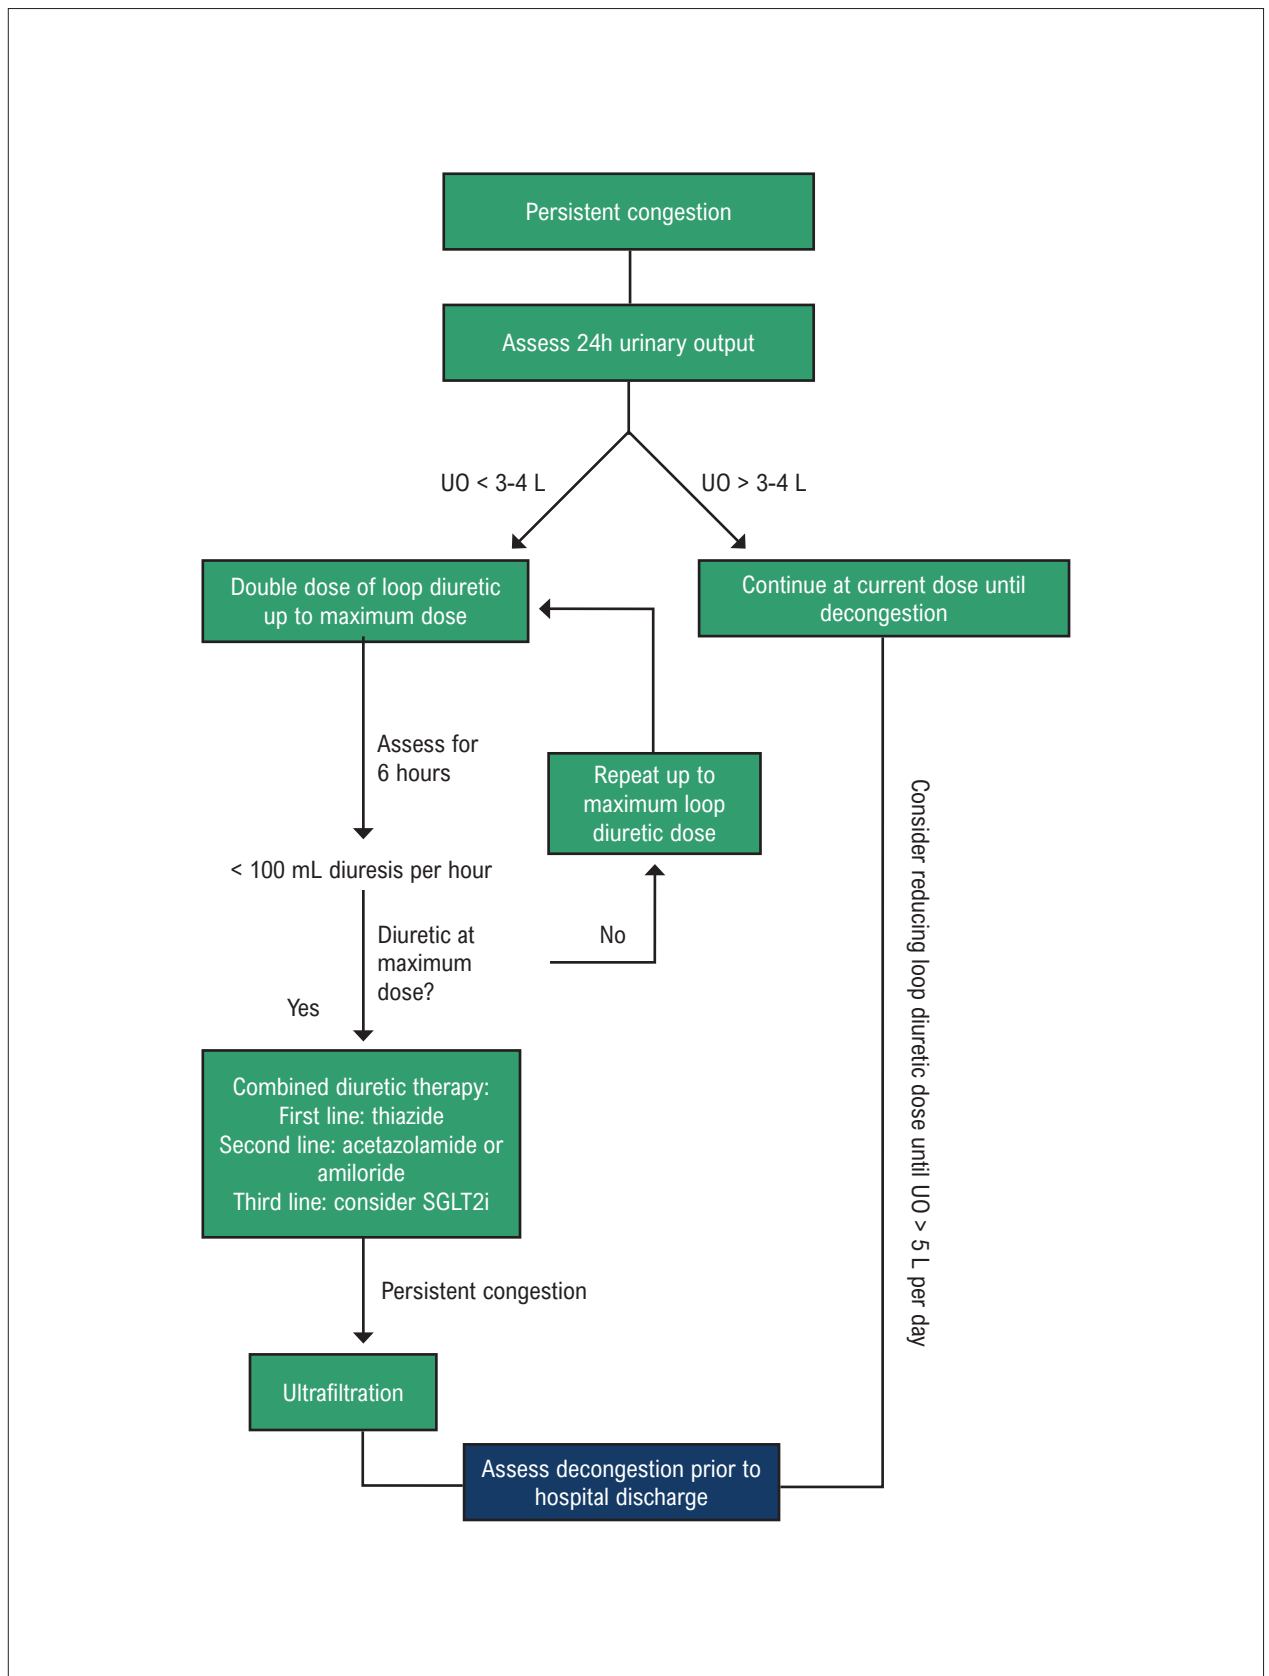 Persistent congestion
Assess 24h urinary output
UO < 3-4 L
UO > 3-4 L
Double dose of loop diuretic
up to maximum dose
Continue at current dose until
decongestion
Assess for
6 hours
Repeat up to
maximum loop
diuretic dose
< 100 mL diuresis per hour
Diuretic at
maximum
dose?
No
Yes
Combined diuretic therapy:
First line: thiazide
Second line: acetazolamide or
amiloride
Third line: consider SGLT2i
Consider reducing loop diuretic dose until UO > 5 L per day
Persistent congestion
Ultrafiltration
Assess decongestion prior to
hospital discharge